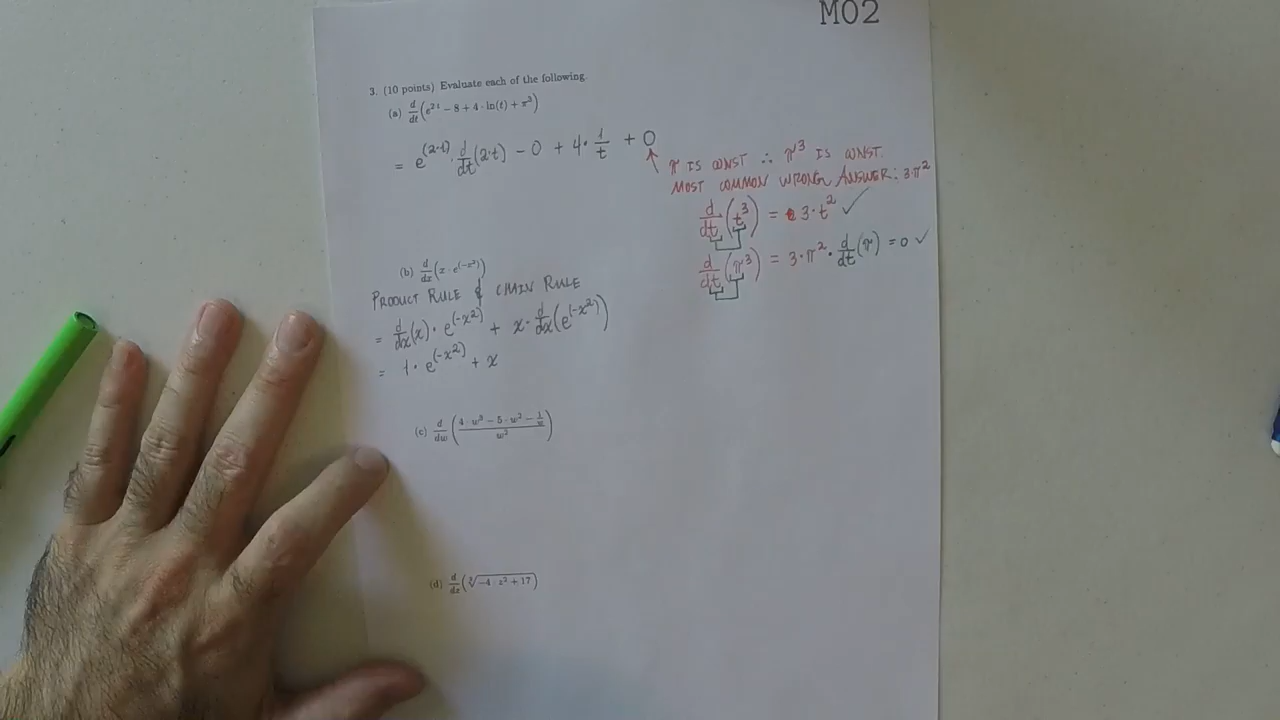 M02
3. (10 points) Evaluate each of the following.
(a) d/dt (e^{2·t} − 8 + 4 · ln(t) + π^3)
= e^{(2·t)} · d/dt (2·t) − 0 + 4 · 1/t + 0
π IS CONST ∴ π^3 IS CONST.
MOST COMMON WRONG ANSWER: 3·π^2
d/dt (t^3) = 3·t^2 ✓
d/dt (π^3) = 3·π^2 · d/dt (π) = 0 ✓
(b) d/dx (x · e^{(−x^2)})
PRODUCT RULE & CHAIN RULE
= d/dx (x) · e^{(−x^2)} + x · d/dx (e^{(−x^2)})
= 1 · e^{(−x^2)} + x
(c) d/dw ((4 · w^3 − 5 · w^2 − 1/w) / w^2)
(d) d/dz (√(−4 · z^2 + 17))